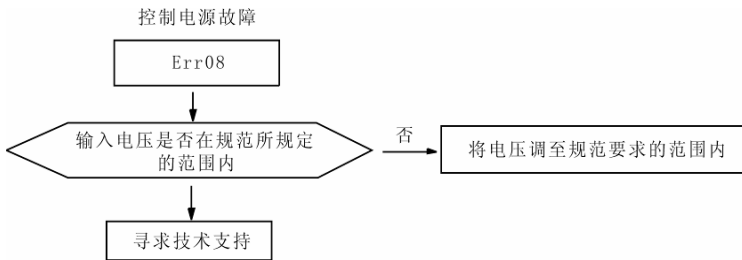 控制电源故障
Err08
输入电压是否在规范所规定
的范围内
否
将电压调至规范要求的范围内
寻求技术支持